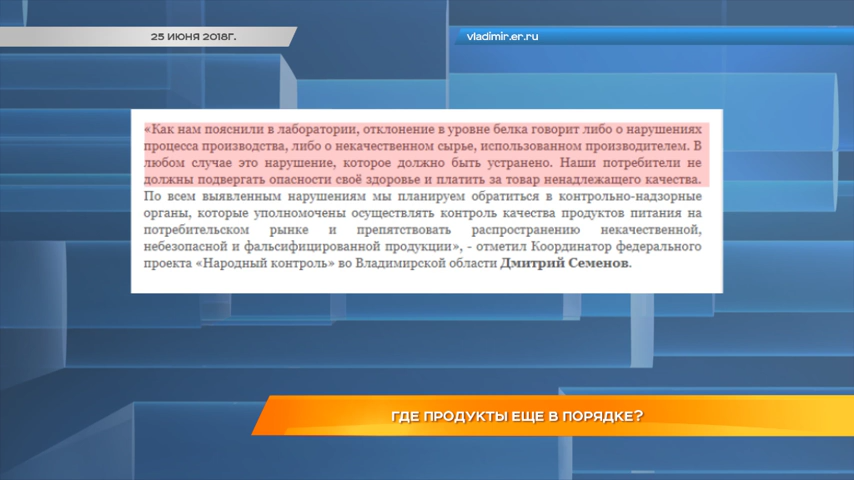 25 ИЮНЯ 2018Г.
vladimir.er.ru
«Как нам пояснили в лаборатории, отклонение в уровне белка говорит либо о нарушениях
процесса производства, либо о некачественном сырье, использованном производителем. В
любом случае это нарушение, которое должно быть устранено. Наши потребители не
должны подвергать опасности своё здоровье и платить за товар ненадлежащего качества.
По всем выявленным нарушениям мы планируем обратиться в контрольно-надзорные
органы, которые уполномочены осуществлять контроль качества продуктов питания на
потребительском рынке и препятствовать распространению некачественной,
небезопасной и фальсифицированной продукции», - отметил Координатор федерального
проекта «Народный контроль» во Владимирской области Дмитрий Семенов.
ГДЕ ПРОДУКТЫ ЕЩЕ В ПОРЯДКЕ?